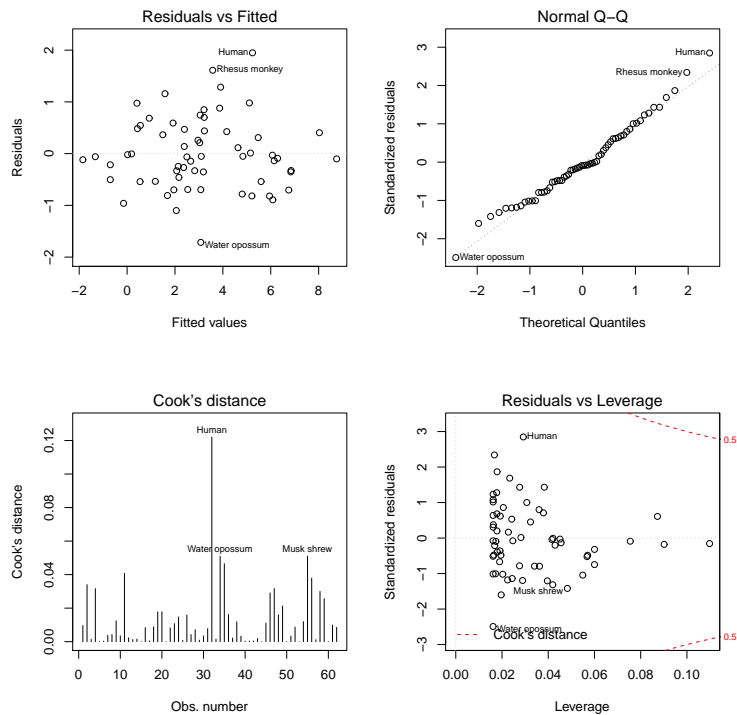 Residuals vs Fitted
Residuals
2
1
0
−1
−2
−2 0 2 4 6 8
Fitted values
Human
Rhesus monkey
Water opossum
Normal Q−Q
Standardized residuals
3
2
1
0
−1
−2
−2 −1 0 1 2
Theoretical Quantiles
Human
Rhesus monkey
Water opossum
Cook's distance
Cook's distance
0.12
0.08
0.04
0.00
0 10 20 30 40 50 60
Obs. number
Human
Water opossum
Musk shrew
Residuals vs Leverage
Standardized residuals
3
2
1
0
−1
−2
−3
0.00 0.02 0.04 0.06 0.08 0.10
Leverage
Human
0.5
Musk shrew
Water opossum
Cook's distance
0.5